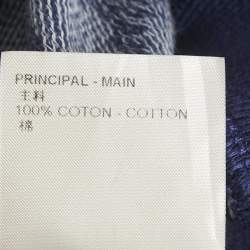 PRINCIPAL - MAIN
主料
100% COTON - COTTON
棉